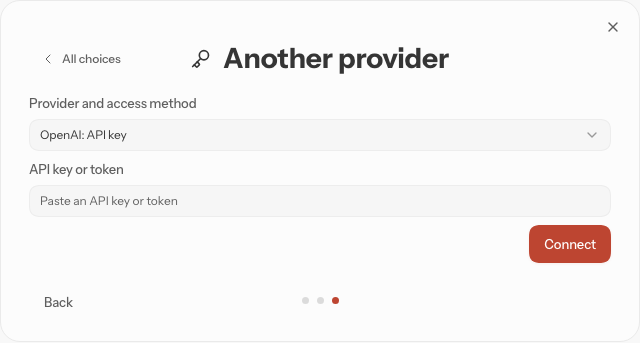 All choices
Another provider
Provider and access method
OpenAI: API key
API key or token
Paste an API key or token
Connect
Back